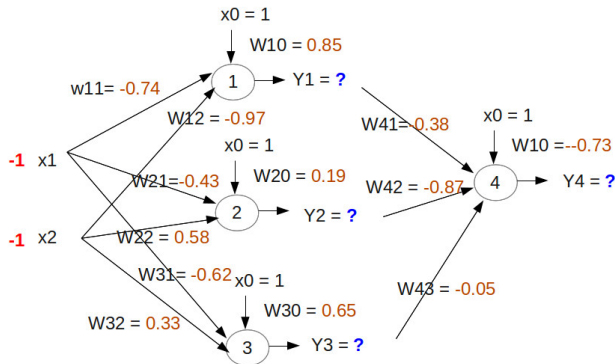 x0 = 1
W10 = 0.85
w11= -0.74
1
Y1 = ?
W12 = -0.97
x0 = 1
W41=-0.38
x0 = 1
W10 =--0.73
-1 x1
W21=-0.43
W20 = 0.19
W42 = -0.87
4
Y4 = ?
2
Y2 = ?
-1 x2
W22 = 0.58
W31= -0.62
x0 = 1
W43 = -0.05
W32 = 0.33
W30 = 0.65
3
Y3 = ?